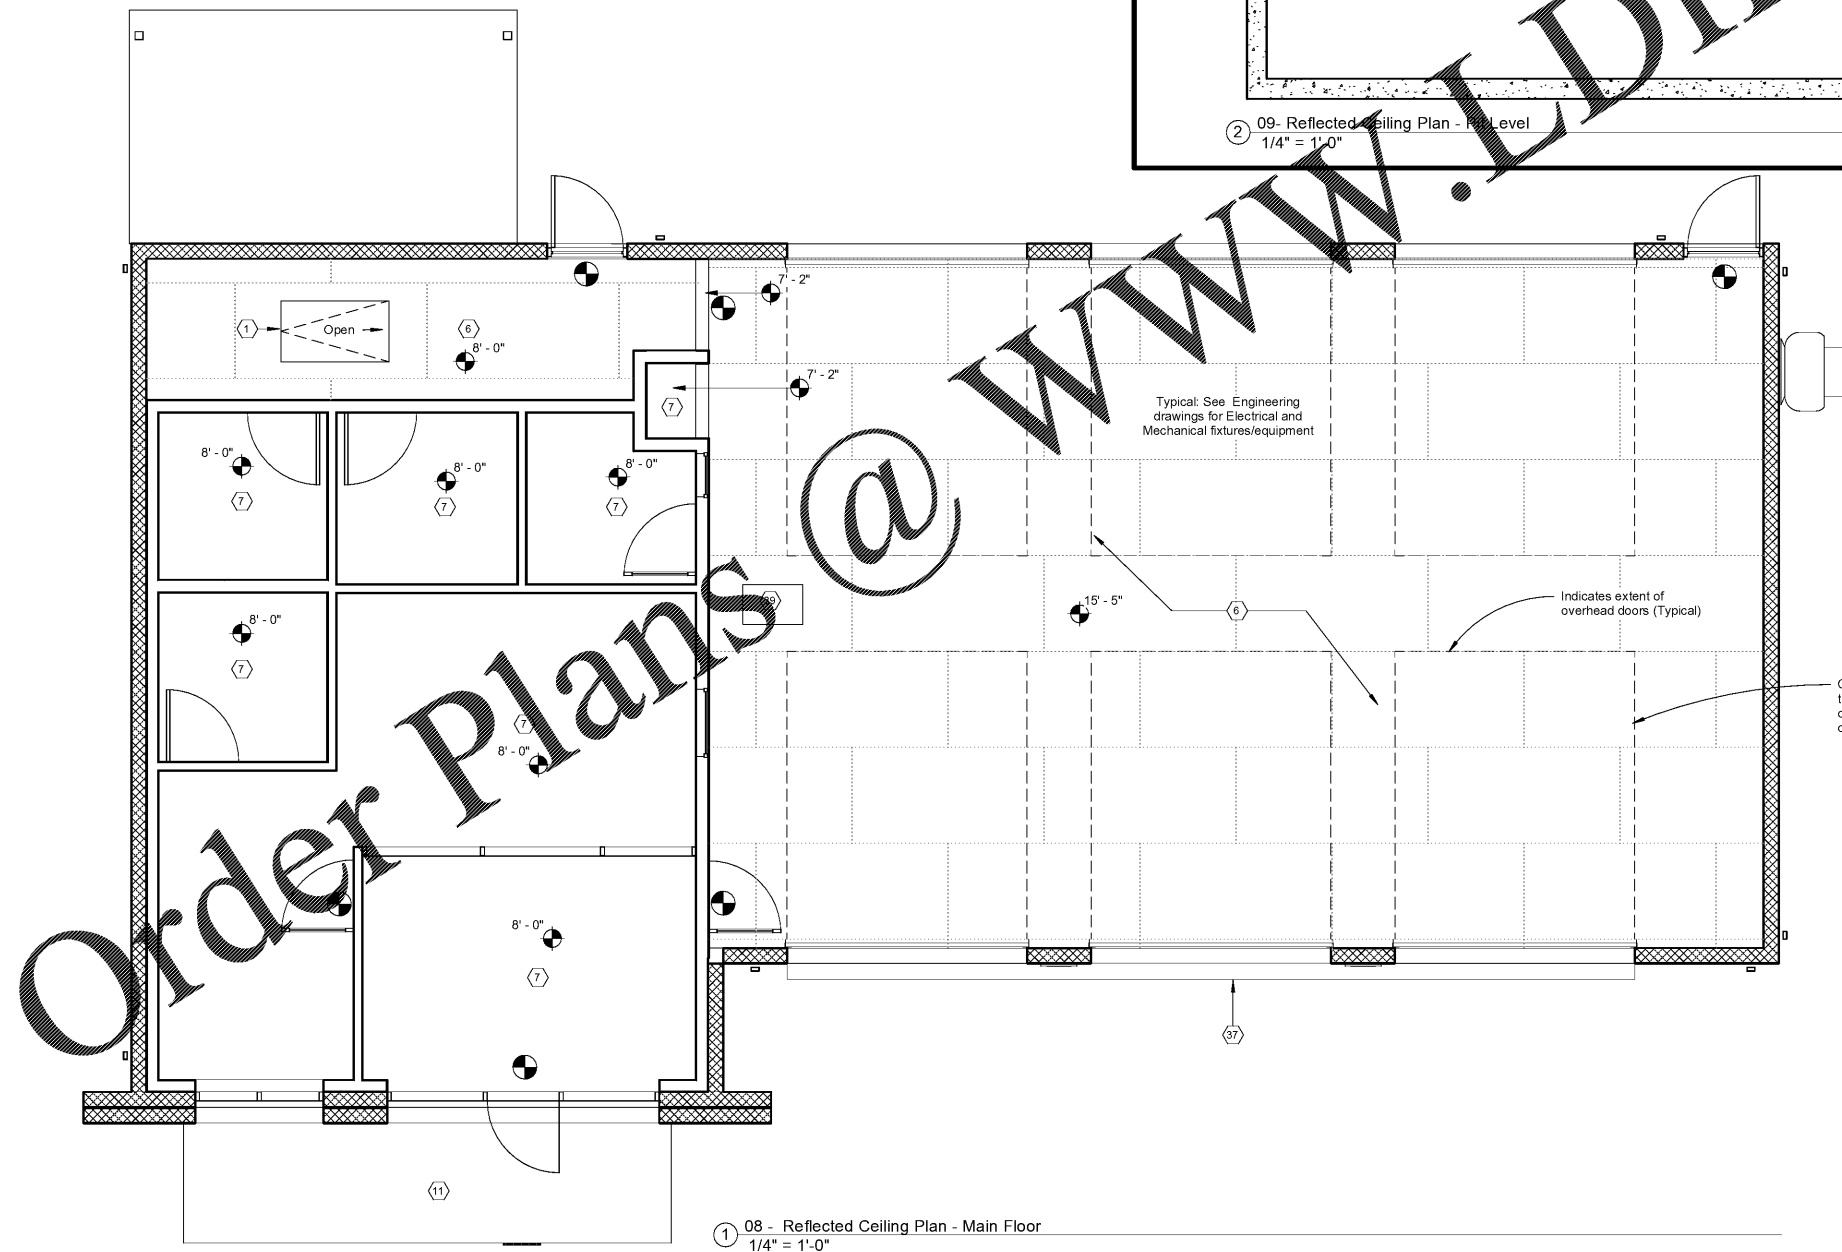 2
09- Reflected Ceiling Plan - Pit Level
1/4" = 1'-0"
7' - 2"
1
Open
6
8' - 0"
7' - 2"
7
Typical: See Engineering
drawings for Electrical and
Mechanical fixtures/equipment
8' - 0"
7
8' - 0"
7
8' - 0"
7
39
15' - 5"
6
Indicates extent of
overhead doors (Typical)
8' - 0"
7
7
8' - 0"
8' - 0"
7
37
11
1
08 - Reflected Ceiling Plan - Main Floor
1/4" = 1'-0"
Order Plans @ WWW.LD